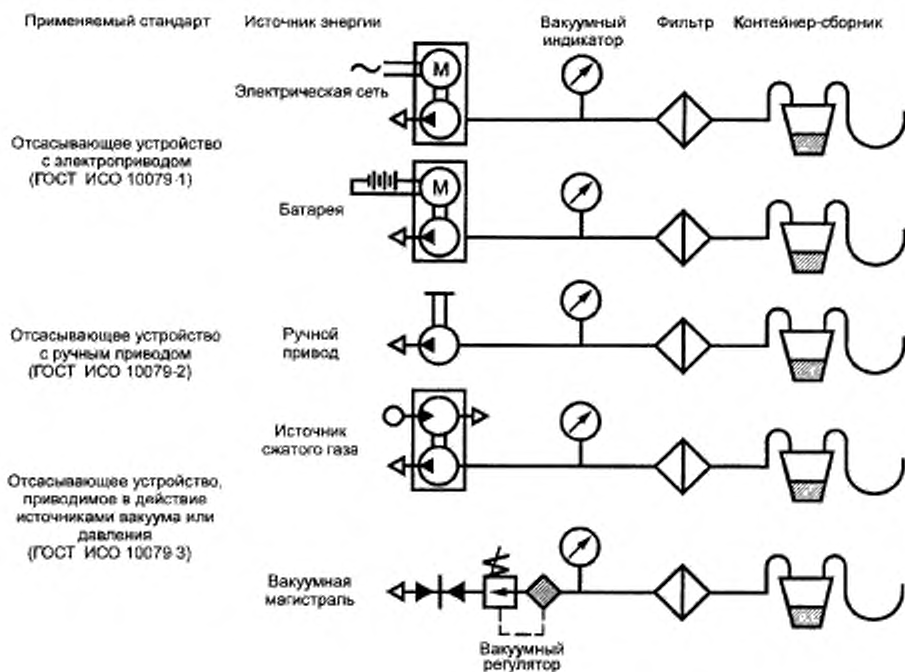 Применяемый стандарт
Источник энергии
Вакуумный
индикатор
Фильтр
Контейнер-сборник
M
Электрическая сеть
Отсасывающее устройство
с электроприводом
(ГОСТ ИСО 10079-1)
M
Батарея
Отсасывающее устройство
с ручным приводом
(ГОСТ ИСО 10079-2)
Ручной
привод
Источник
сжатого газа
Отсасывающее устройство,
приводимое в действие
источниками вакуума или
давления
(ГОСТ ИСО 10079-3)
Вакуумная
магистраль
Вакуумный
регулятор